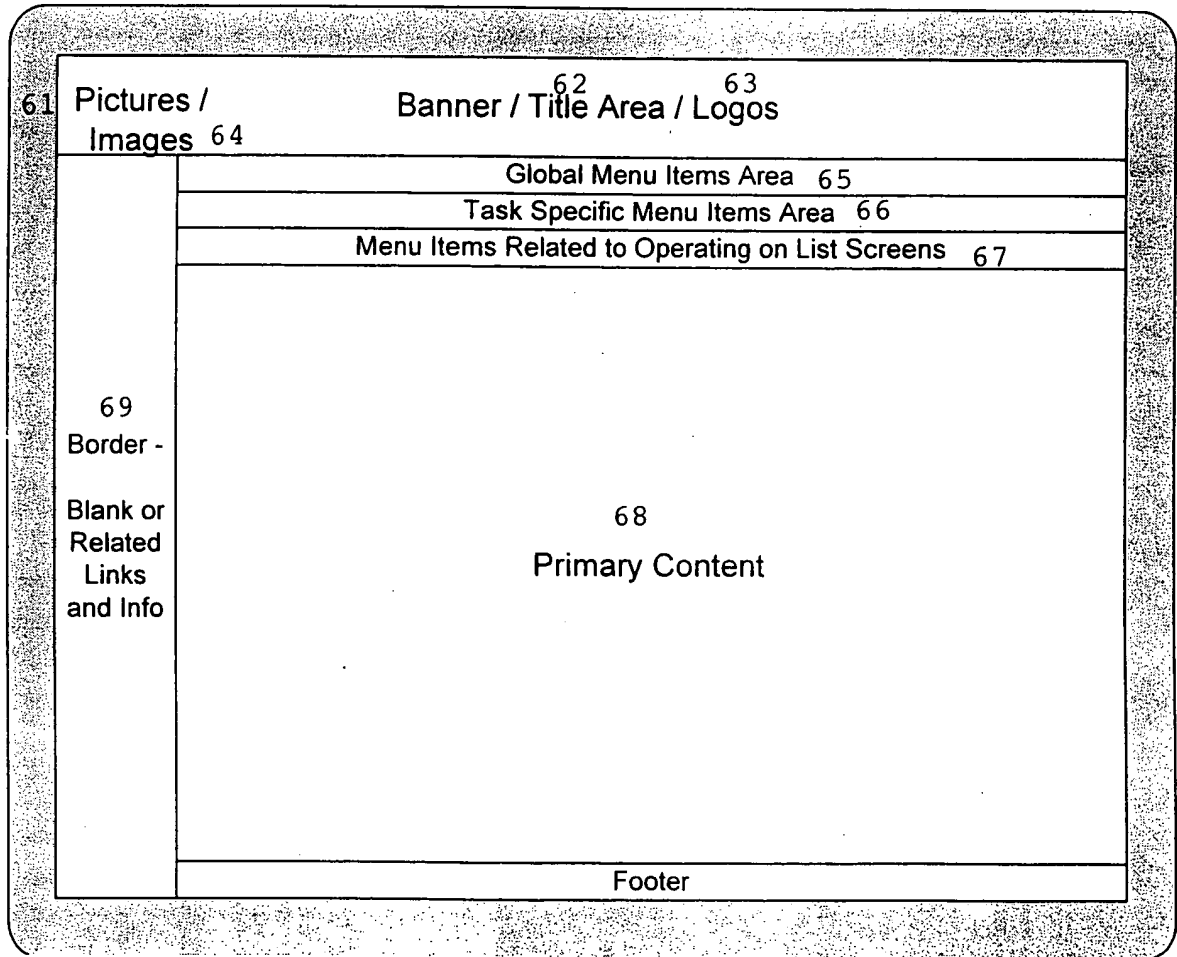 62 63
61 Pictures / Banner / Title Area / Logos
Images 64
Global Menu Items Area 65
Task Specific Menu Items Area 66
Menu Items Related to Operating on List Screens 67
69
Border -
Blank or
Related
Links
and Info
68
Primary Content
Footer